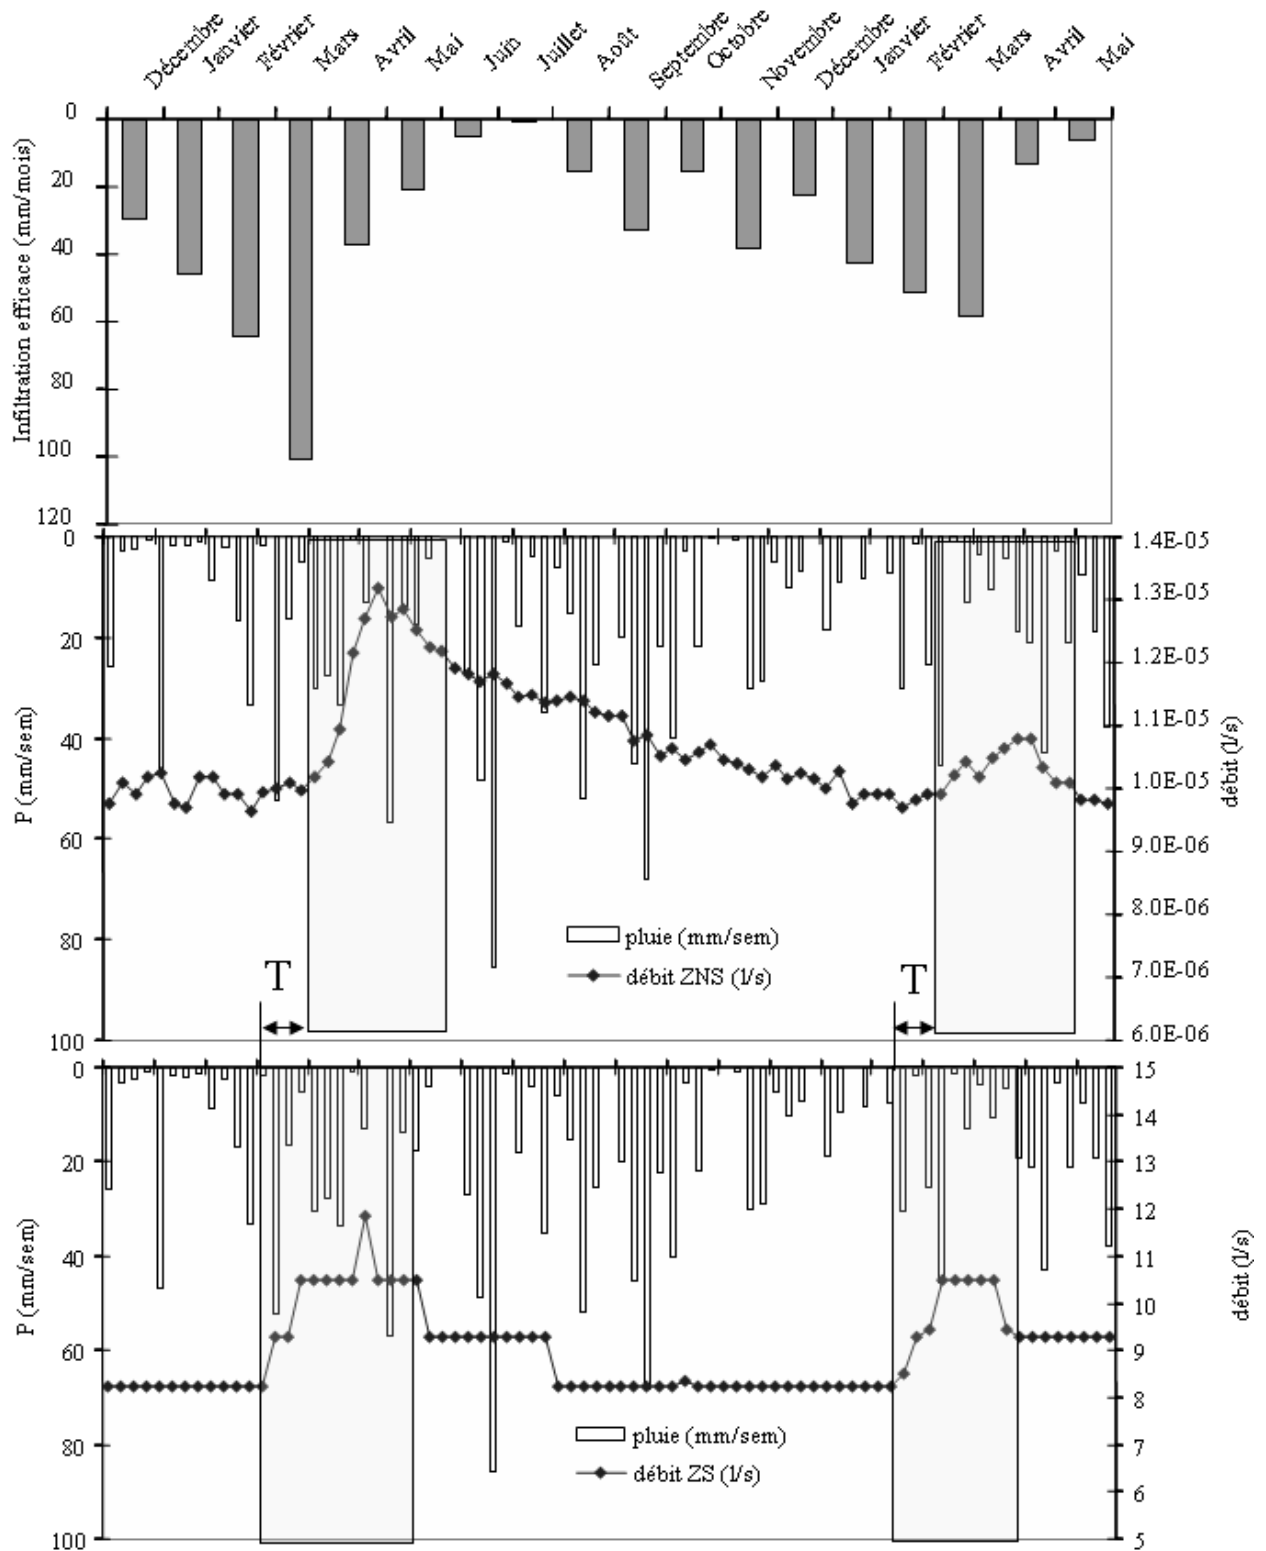 Décembre
Janvier
Février
Mars
Avril
Mai
Juin
Juillet
Août
Septembre
Octobre
Novembre
Décembre
Janvier
Février
Mars
Avril
Mai
Infiltration efficace (mm/mois)
0
20
40
60
80
100
120
P (mm/sem)
0
20
40
60
80
100
1.4E-05
1.3E-05
1.2E-05
1.1E-05
1.0E-05
9.0E-06
8.0E-06
7.0E-06
6.0E-06
débit (l/s)
pluie (mm/sem)
débit ZNS (l/s)
T
T
P (mm/sem)
0
20
40
60
80
100
15
14
13
12
11
10
9
8
7
6
5
débit (l/s)
pluie (mm/sem)
débit ZS (l/s)